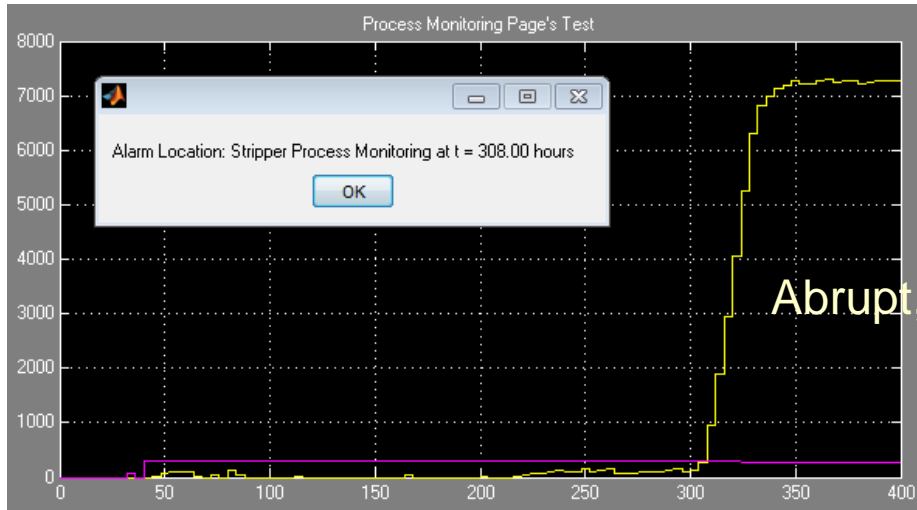 Process Monitoring Page's Test
8000
7000
6000
5000
4000
3000
2000
1000
0
Alarm Location: Stripper Process Monitoring at t = 308.00 hours
OK
Abrupt
0 50 100 150 200 250 300 350 400